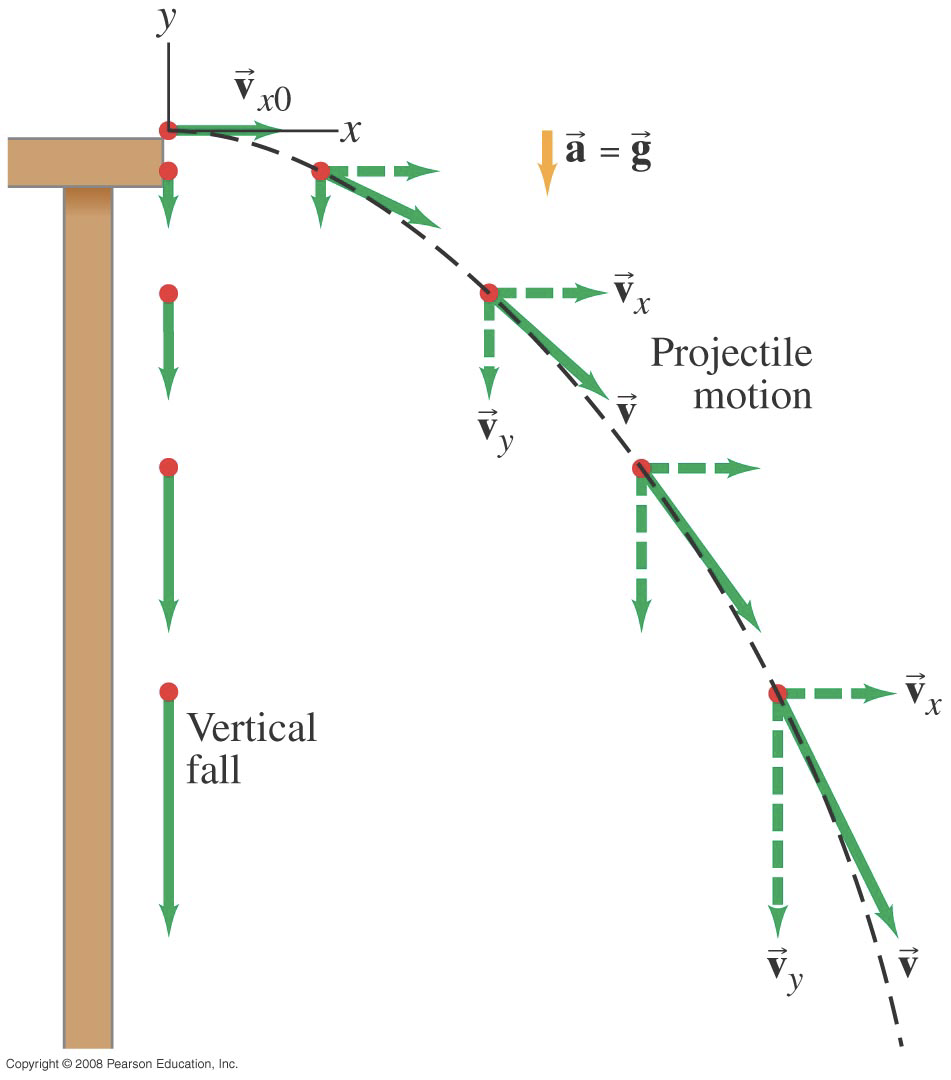 y
v⃗x0
x
a⃗ = g⃗
v⃗x
Projectile
motion
v⃗
v⃗y
v⃗x
Vertical
fall
v⃗y
v⃗
Copyright © 2008 Pearson Education, Inc.